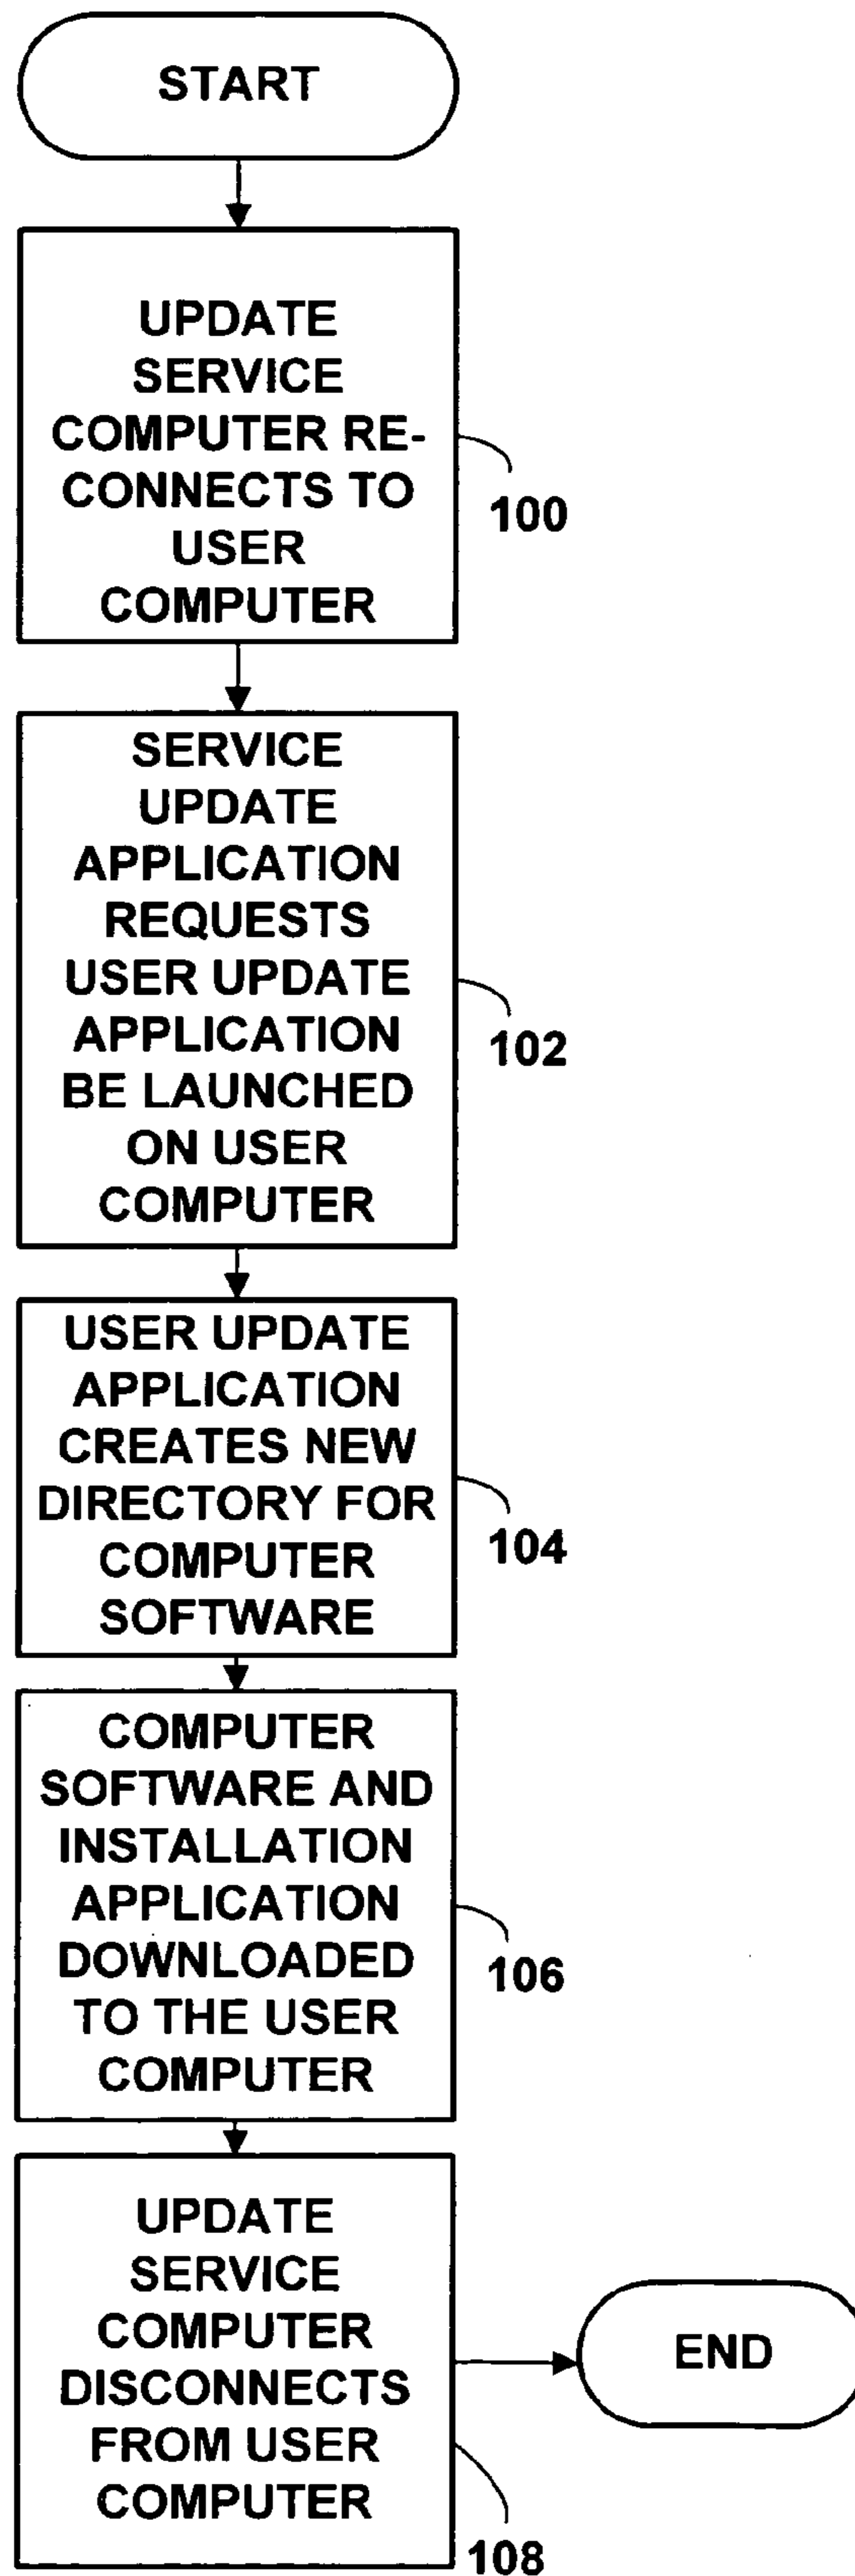 START
UPDATE
SERVICE
COMPUTER RE-
CONNECTS TO
USER
COMPUTER
100
SERVICE
UPDATE
APPLICATION
REQUESTS
USER UPDATE
APPLICATION
BE LAUNCHED
ON USER
COMPUTER
102
USER UPDATE
APPLICATION
CREATES NEW
DIRECTORY FOR
COMPUTER
SOFTWARE
104
COMPUTER
SOFTWARE AND
INSTALLATION
APPLICATION
DOWNLOADED
TO THE USER
COMPUTER
106
UPDATE
SERVICE
COMPUTER
DISCONNECTS
FROM USER
COMPUTER
108
END